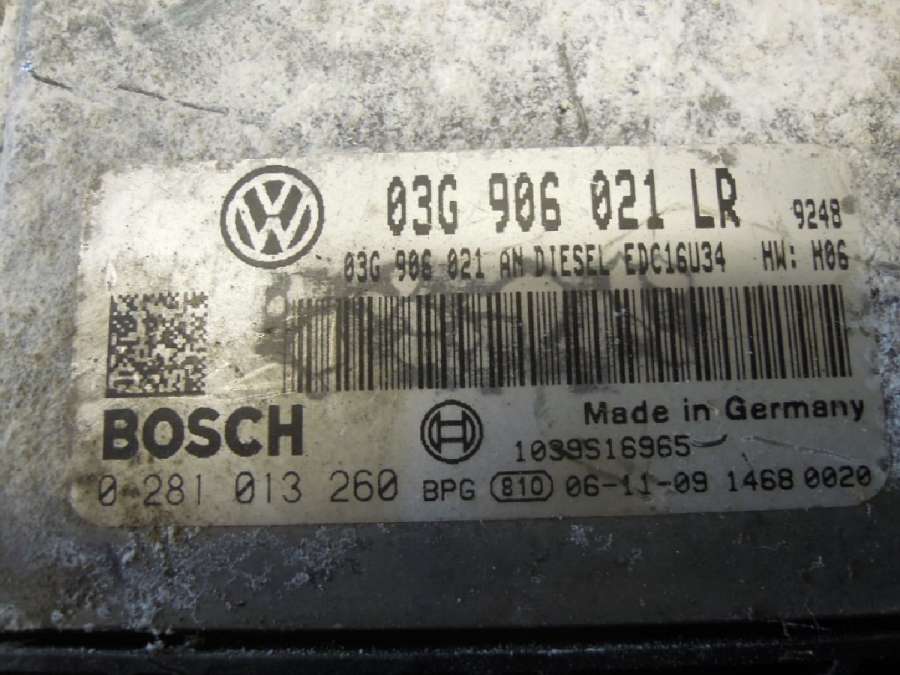 03G 906 021 LR 9248
03G 906 021 AN DIESEL EDC16U34 HW: H06
BOSCH
Made in Germany
1039S16965
0 281 013 260 BPG 810 06-11-09 1468 0020